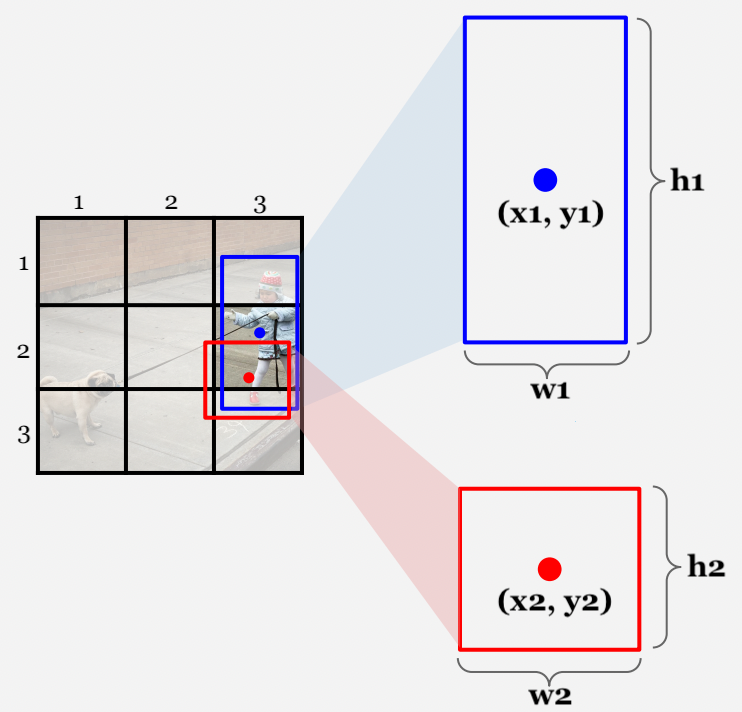 1 2 3
1
2
3
h1
(x1, y1)
w1
h2
(x2, y2)
w2